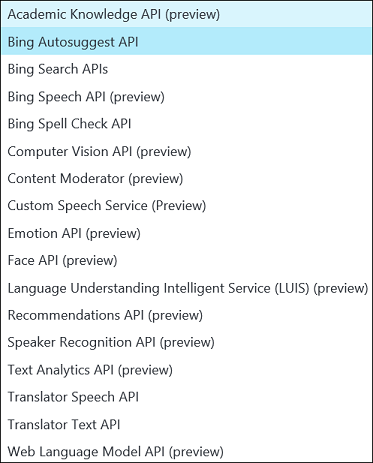 Academic Knowledge API (preview)
Bing Autosuggest API
Bing Search APIs
Bing Speech API (preview)
Bing Spell Check API
Computer Vision API (preview)
Content Moderator (preview)
Custom Speech Service (Preview)
Emotion API (preview)
Face API (preview)
Language Understanding Intelligent Service (LUIS) (preview)
Recommendations API (preview)
Speaker Recognition API (preview)
Text Analytics API (preview)
Translator Speech API
Translator Text API
Web Language Model API (preview)